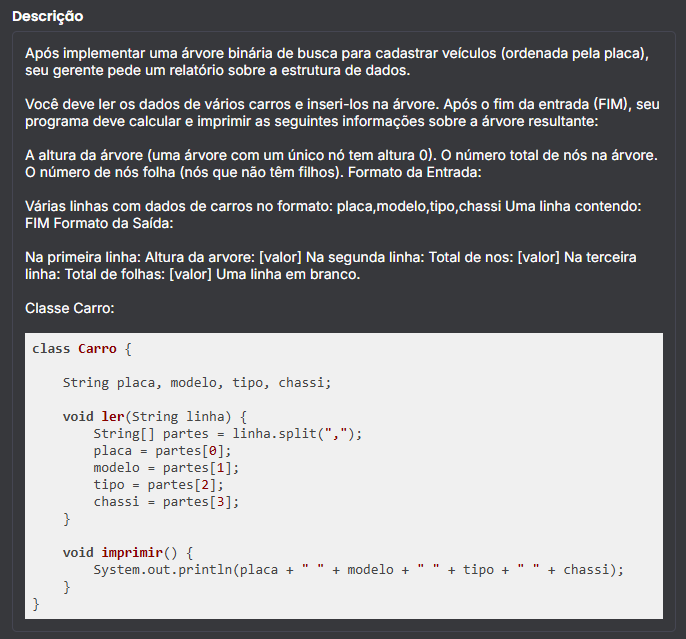 Descrição
Após implementar uma árvore binária de busca para cadastrar veículos (ordenada pela placa),
seu gerente pede um relatório sobre a estrutura de dados.
Você deve ler os dados de vários carros e inseri-los na árvore. Após o fim da entrada (FIM), seu
programa deve calcular e imprimir as seguintes informações sobre a árvore resultante:
A altura da árvore (uma árvore com um único nó tem altura 0). O número total de nós na árvore.
O número de nós folha (nós que não têm filhos). Formato da Entrada:
Várias linhas com dados de carros no formato: placa,modelo,tipo,chassi Uma linha contendo:
FIM Formato da Saída:
Na primeira linha: Altura da arvore: [valor] Na segunda linha: Total de nos: [valor] Na terceira
linha: Total de folhas: [valor] Uma linha em branco.
Classe Carro:
class Carro {
    String placa, modelo, tipo, chassi;
    void ler(String linha) {
        String[] partes = linha.split(",");
        placa = partes[0];
        modelo = partes[1];
        tipo = partes[2];
        chassi = partes[3];
    }
    void imprimir() {
        System.out.println(placa + " " + modelo + " " + tipo + " " + chassi);
    }
}